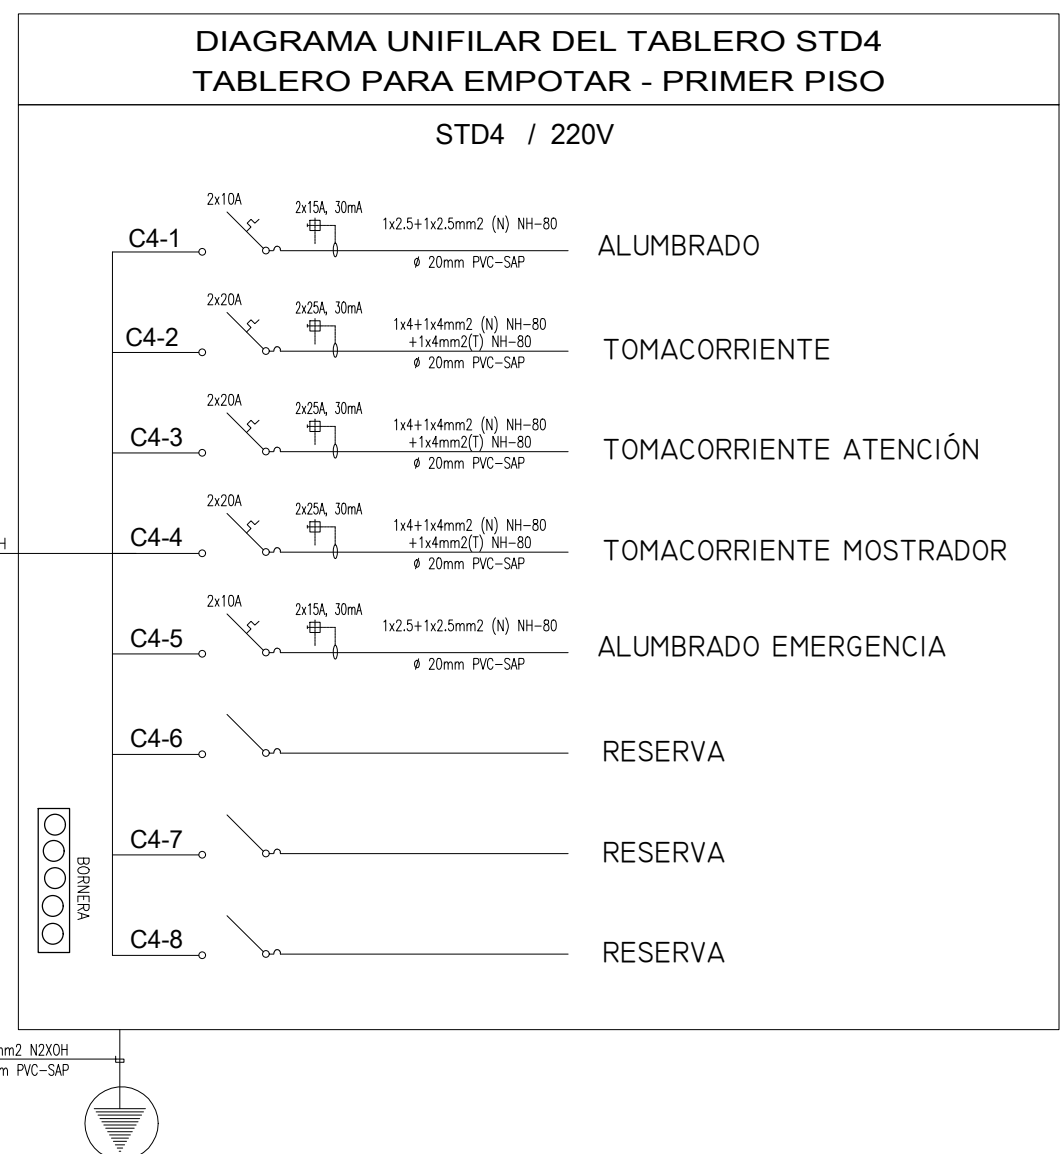 DIAGRAMA UNIFILAR DEL TABLERO STD4
TABLERO PARA EMPOTAR - PRIMER PISO
STD4 / 220V
2x10A
2x15A, 30mA
1x2.5+1x2.5mm2 (N) NH-80
C4-1
ø 20mm PVC-SAP
ALUMBRADO
2x20A
2x25A, 30mA
1x4+1x4mm2 (N) NH-80
+1x4mm2(T) NH-80
C4-2
ø 20mm PVC-SAP
TOMACORRIENTE
2x20A
2x25A, 30mA
1x4+1x4mm2 (N) NH-80
+1x4mm2(T) NH-80
C4-3
ø 20mm PVC-SAP
TOMACORRIENTE ATENCIÓN
2x20A
2x25A, 30mA
1x4+1x4mm2 (N) NH-80
+1x4mm2(T) NH-80
H
C4-4
ø 20mm PVC-SAP
TOMACORRIENTE MOSTRADOR
2x10A
2x15A, 30mA
1x2.5+1x2.5mm2 (N) NH-80
C4-5
ø 20mm PVC-SAP
ALUMBRADO EMERGENCIA
C4-6
RESERVA
C4-7
RESERVA
BORNERA
C4-8
RESERVA
mm2 N2XOH
m PVC-SAP